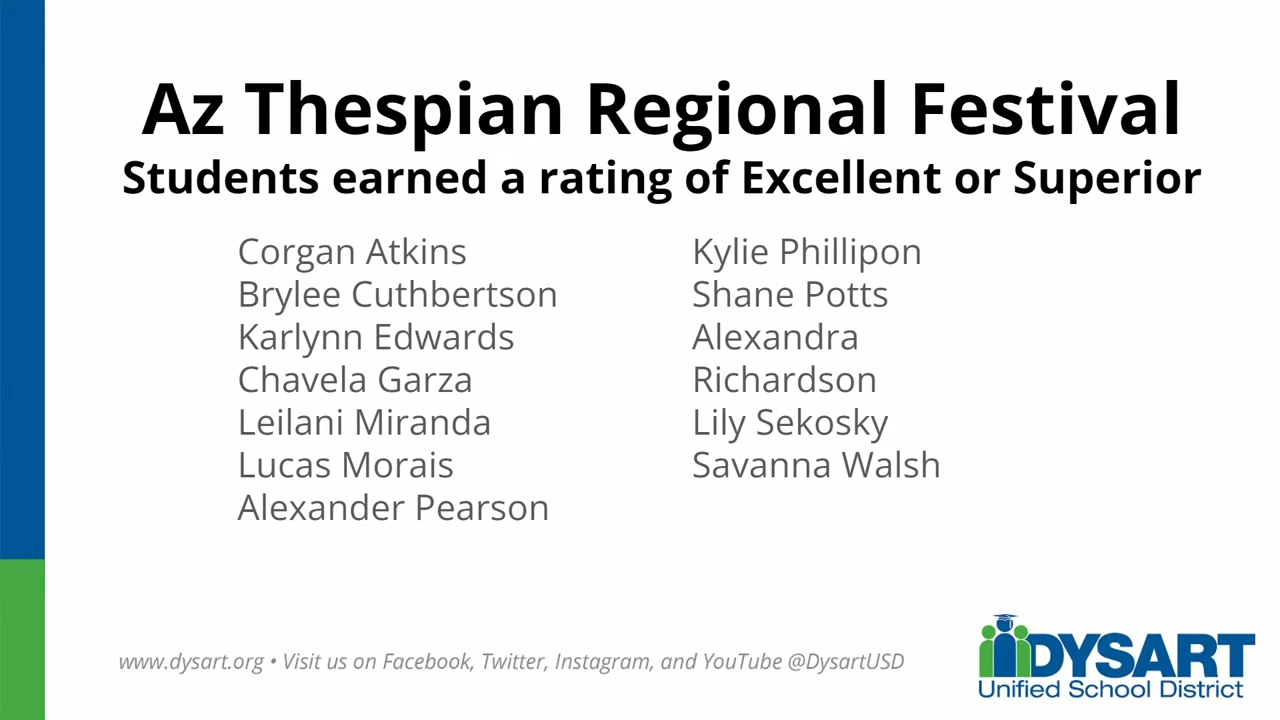 Az Thespian Regional Festival
Students earned a rating of Excellent or Superior
Corgan Atkins
Brylee Cuthbertson
Karlynn Edwards
Chavela Garza
Leilani Miranda
Lucas Morais
Alexander Pearson
Kylie Phillipon
Shane Potts
Alexandra
Richardson
Lily Sekosky
Savanna Walsh
www.dysart.org • Visit us on Facebook, Twitter, Instagram, and YouTube @DysartUSD
DYSART
Unified School District